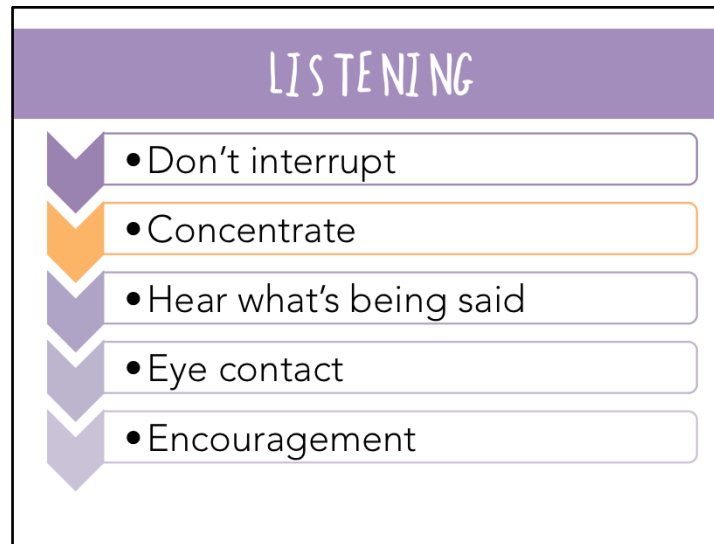 LISTENING
•Don’t interrupt
•Concentrate
•Hear what’s being said
•Eye contact
•Encouragement